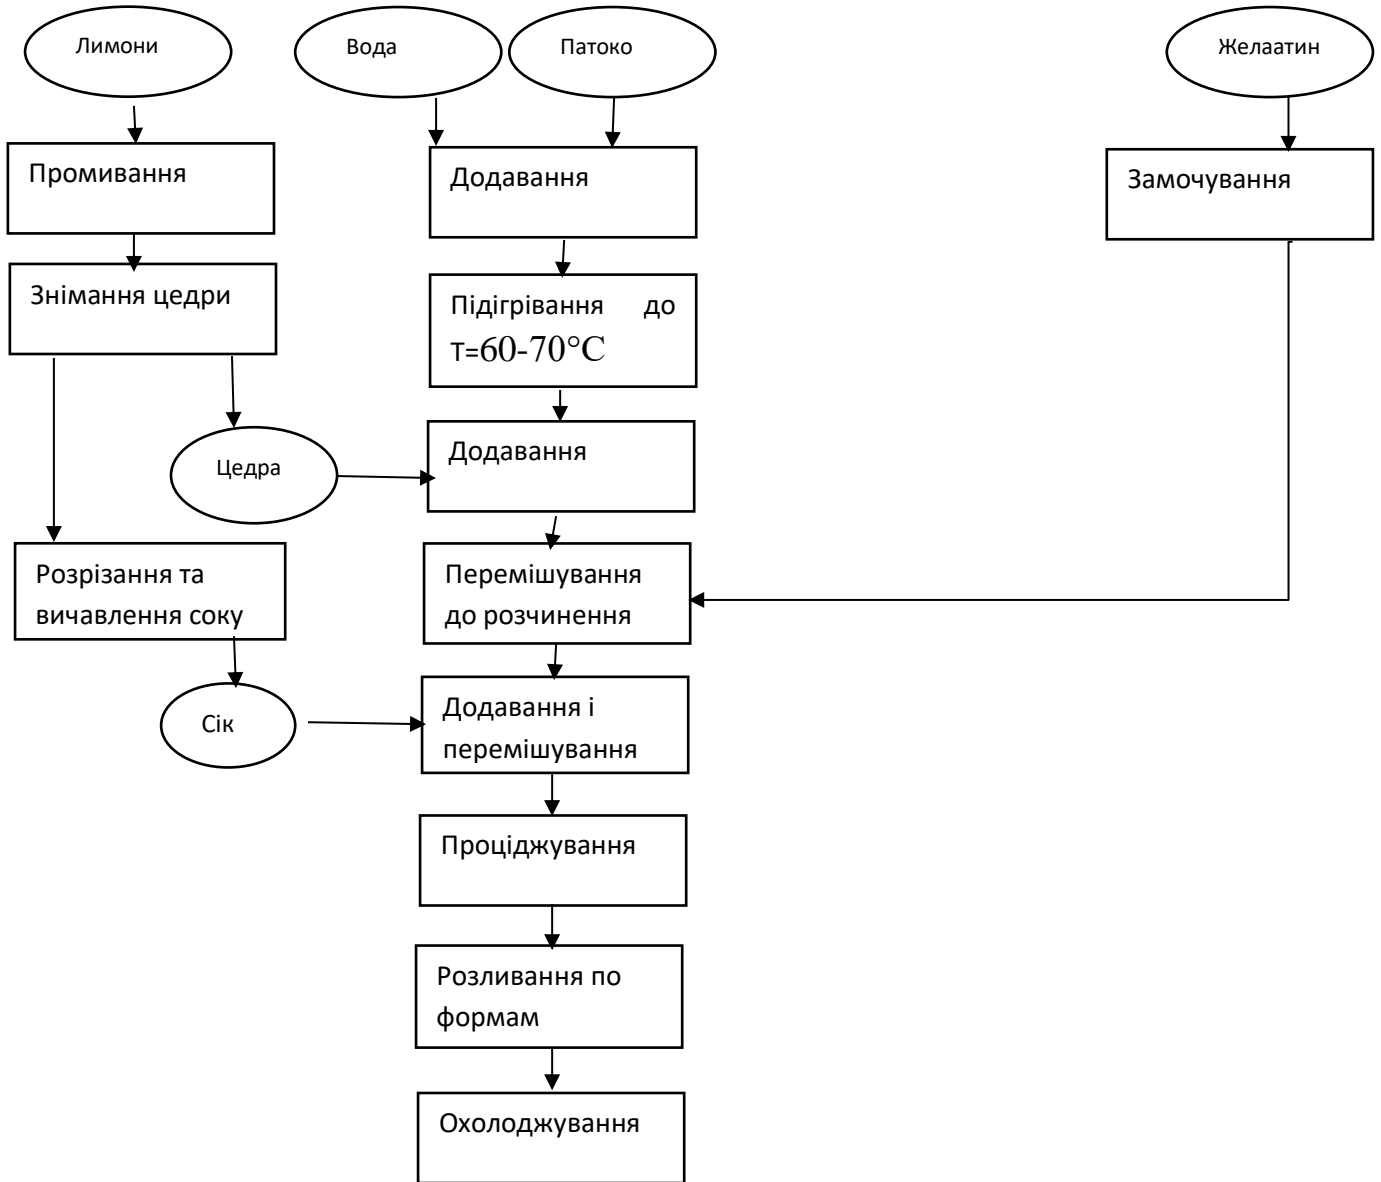 Лимони
Вода
Патоко
Желаатин
Промивання
Додавання
Замочування
Знімання цедри
Підігрівання до
т=60-70°C
Цедра
Додавання
Розрізання та
вичавлення соку
Перемішування
до розчинення
Сік
Додавання і
перемішування
Проціджування
Розливання по
формам
Охолоджування